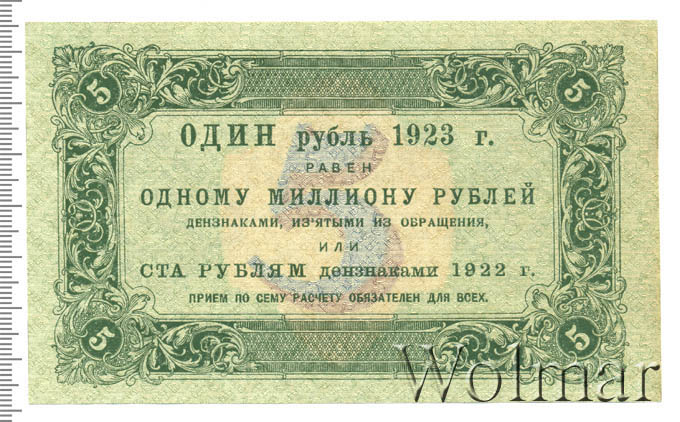 5 5
ОДИН рубль 1923 г.
РАВЕН
ОДНОМУ МИЛЛИОНУ РУБЛЕЙ
ДЕНЗНАКАМИ, ИЗ'ЯТЫМИ ИЗ ОБРАЩЕНИЯ,
ИЛИ
СТА РУБЛЯМ дензнаками 1922 г.
ПРИЕМ ПО СЕМУ РАСЧЕТУ ОБЯЗАТЕЛЕН ДЛЯ ВСЕХ.
5
5 5
Wolmar